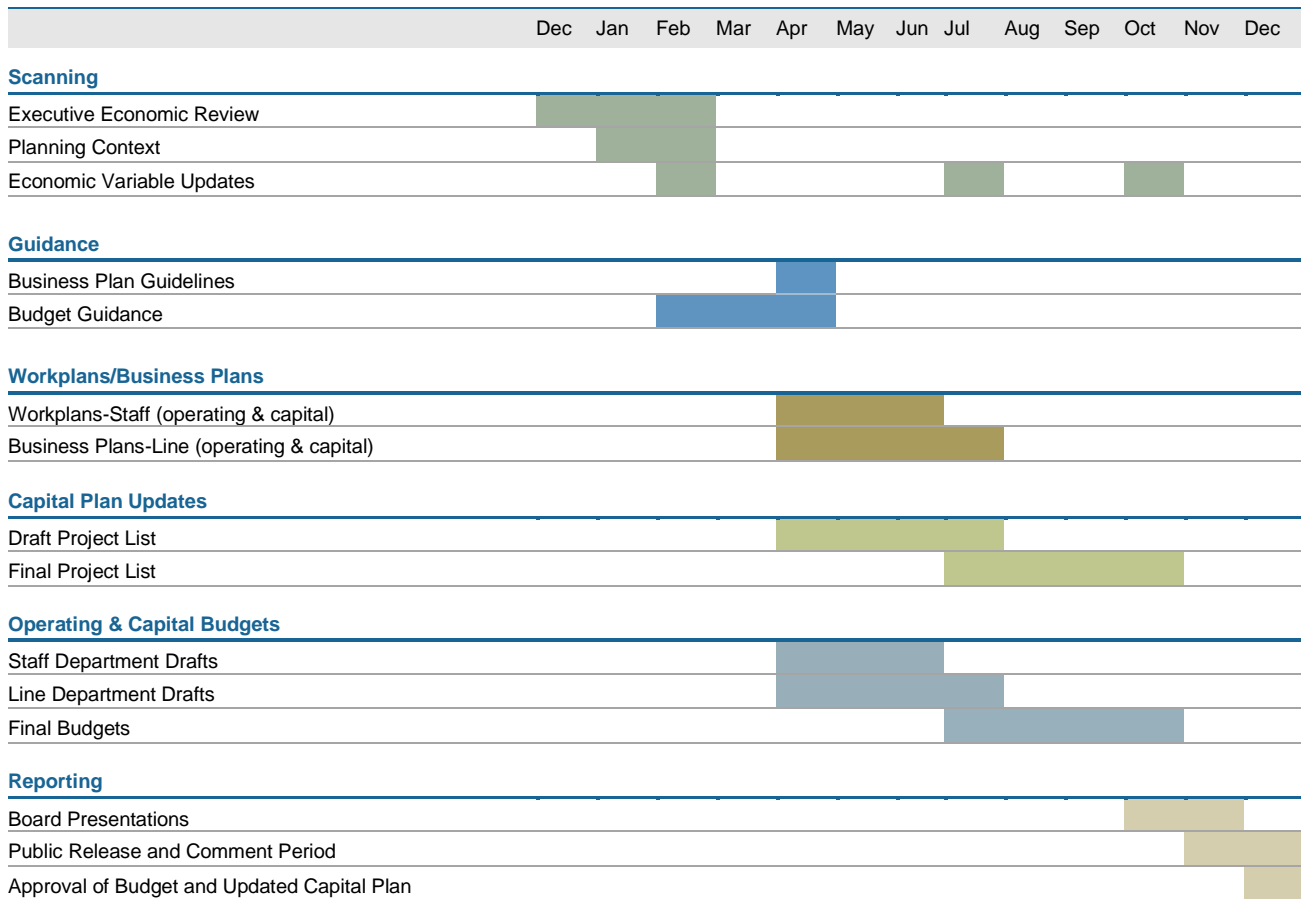 Dec Jan Feb Mar Apr May Jun Jul Aug Sep Oct Nov Dec
Scanning
Executive Economic Review
Planning Context
Economic Variable Updates
Guidance
Business Plan Guidelines
Budget Guidance
Workplans/Business Plans
Workplans-Staff (operating & capital)
Business Plans-Line (operating & capital)
Capital Plan Updates
Draft Project List
Final Project List
Operating & Capital Budgets
Staff Department Drafts
Line Department Drafts
Final Budgets
Reporting
Board Presentations
Public Release and Comment Period
Approval of Budget and Updated Capital Plan